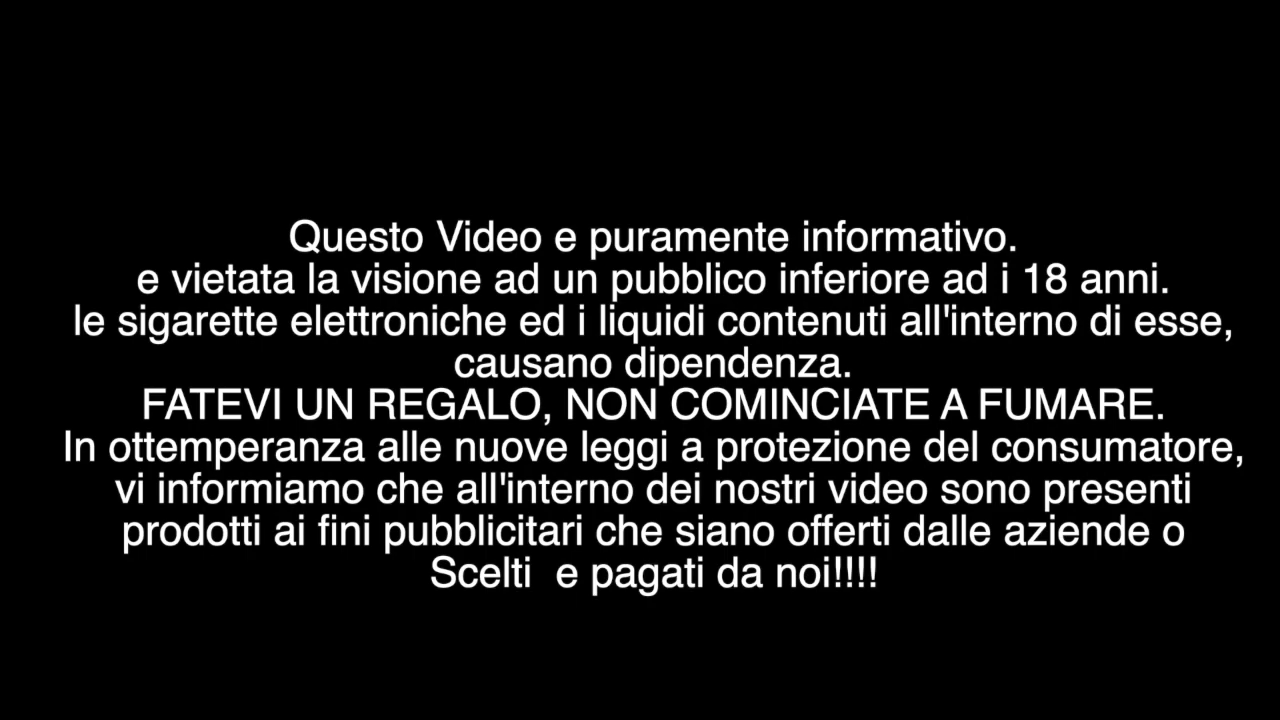 Questo Video e puramente informativo.
e vietata la visione ad un pubblico inferiore ad i 18 anni.
le sigarette elettroniche ed i liquidi contenuti all'interno di esse,
causano dipendenza.
FATEVI UN REGALO, NON COMINCIATE A FUMARE.
In ottemperanza alle nuove leggi a protezione del consumatore,
vi informiamo che all'interno dei nostri video sono presenti
prodotti ai fini pubblicitari che siano offerti dalle aziende o
Scelti  e pagati da noi!!!!